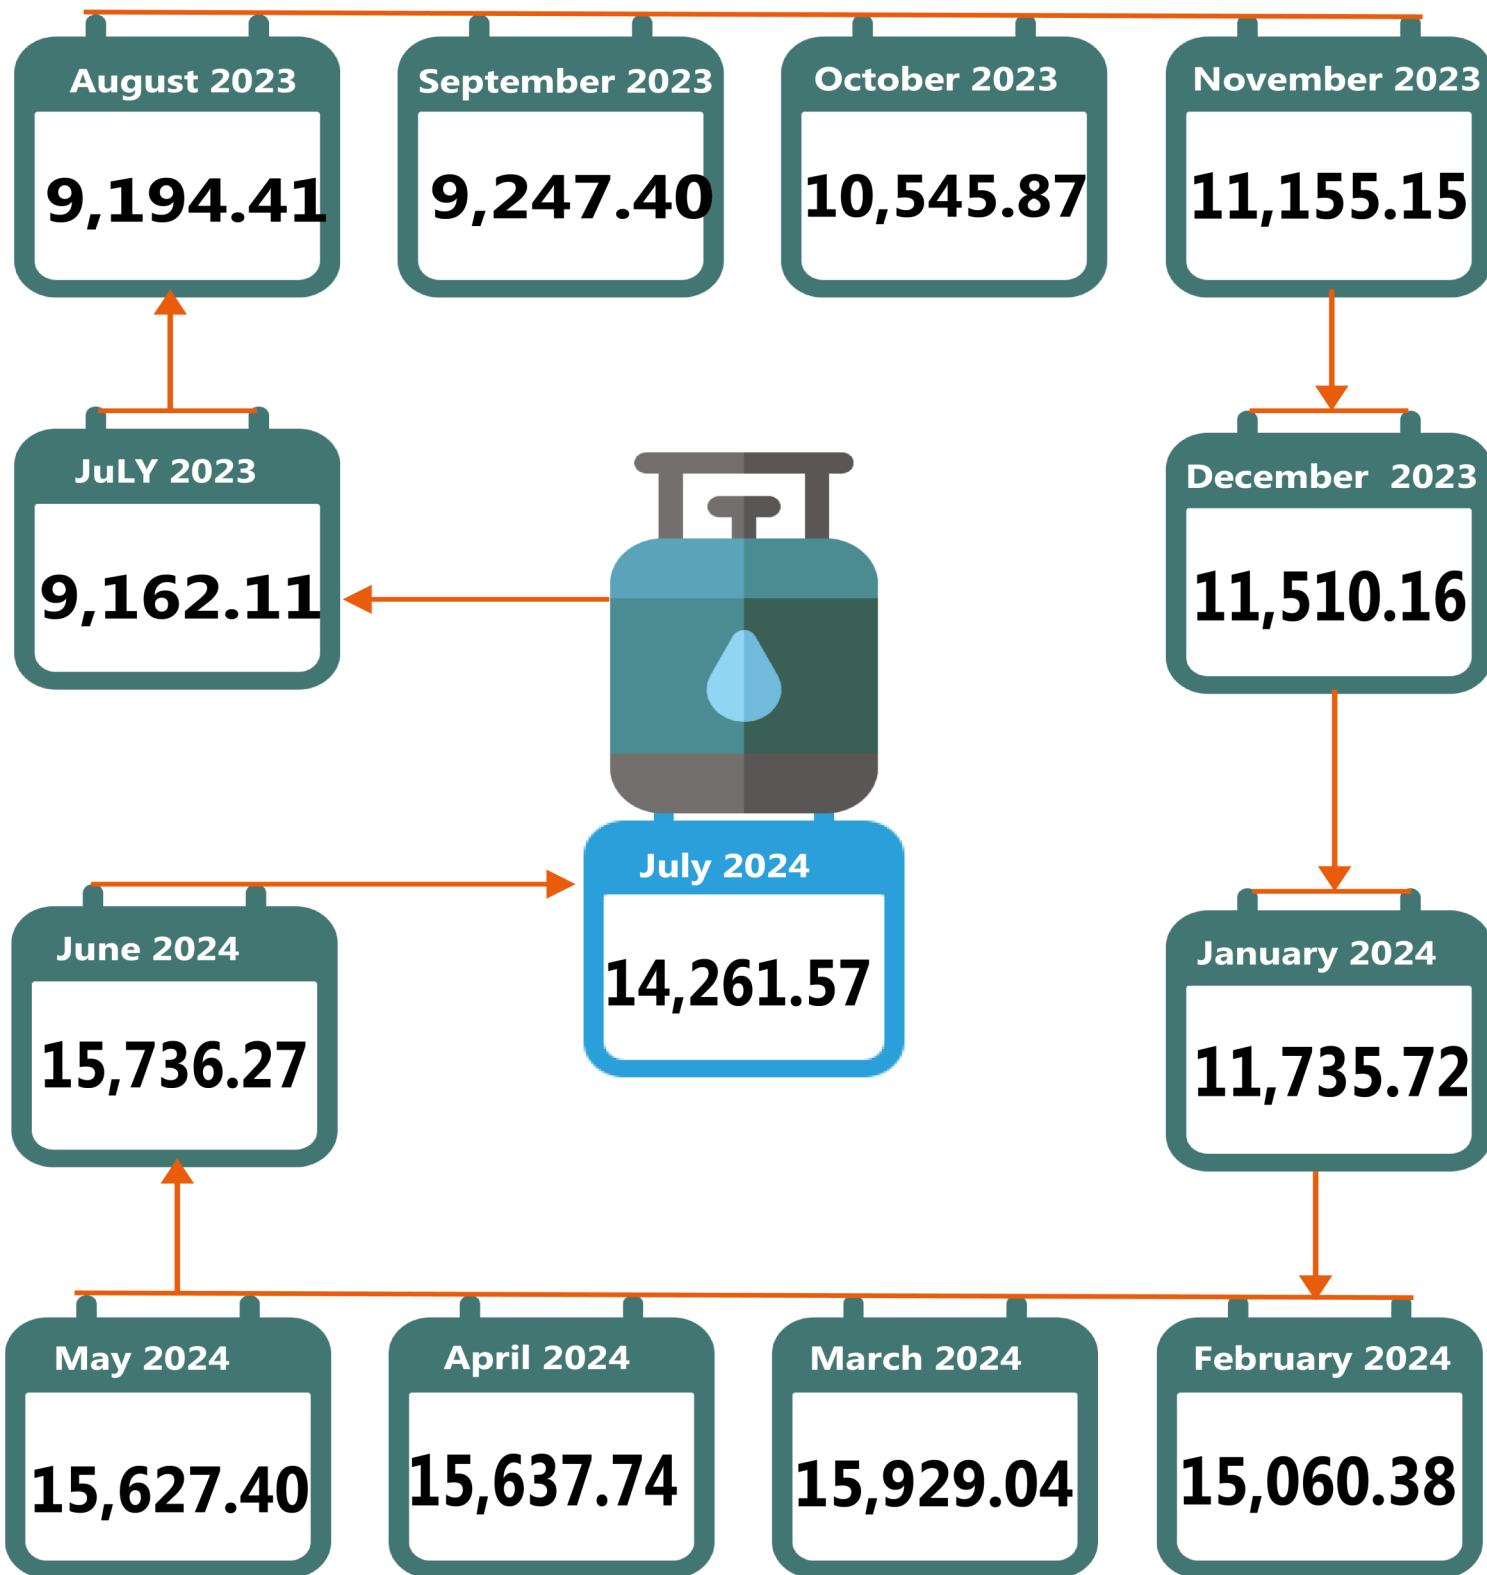 August 2023
9,194.41
September 2023
9,247.40
October 2023
10,545.87
November 2023
11,155.15
JuLY 2023
9,162.11
December 2023
11,510.16
July 2024
14,261.57
June 2024
15,736.27
January 2024
11,735.72
May 2024
15,627.40
April 2024
15,637.74
March 2024
15,929.04
February 2024
15,060.38